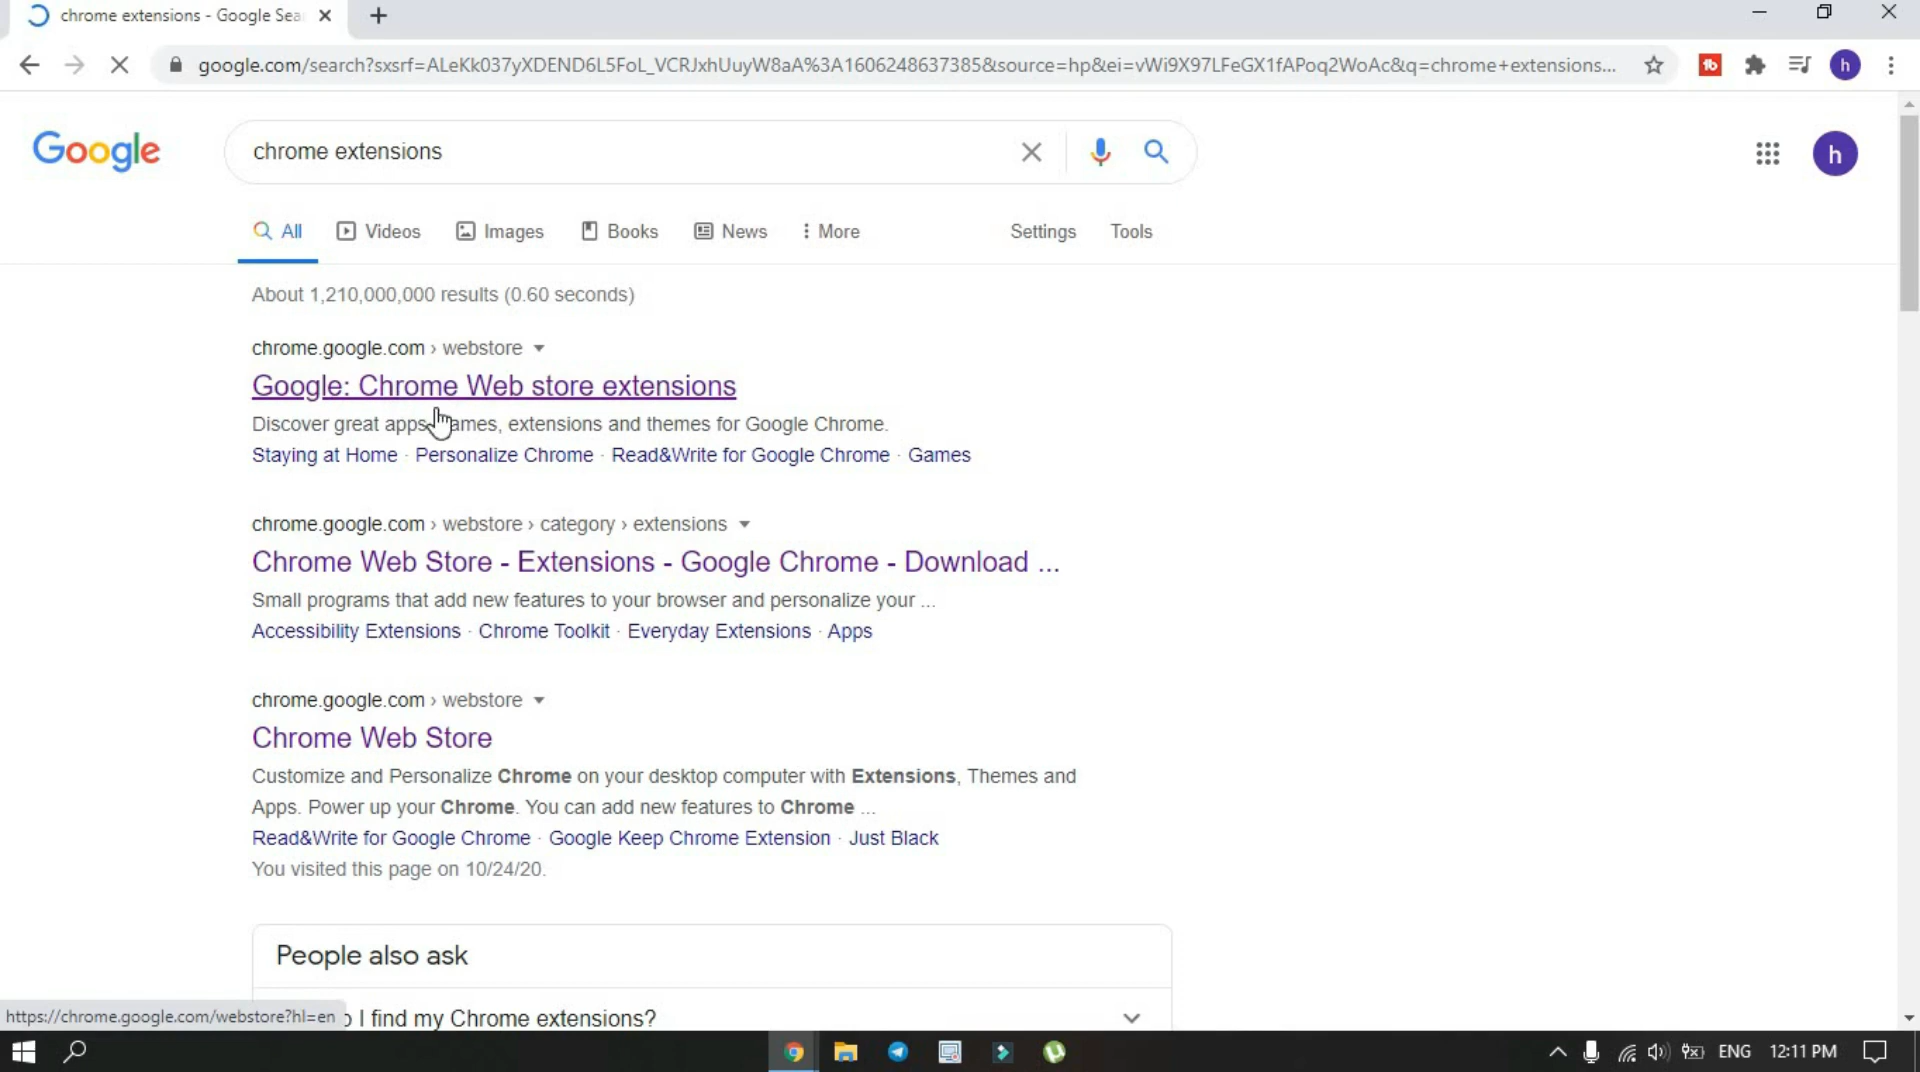 chrome extensions - Google Sea
google.com/search?sxsrf=ALeKk037yXDEND6L5FoL_VCRJxhUuyW8aA%3A1606248637385&source=hp&ei=vWi9X97LFeGX1fAPoq2WoAc&q=chrome+extensions...
h
Google
chrome extensions
h
All
Videos
Images
Books
News
More
Settings
Tools
About 1,210,000,000 results (0.60 seconds)
chrome.google.com › webstore
Google: Chrome Web store extensions
Discover great apps, games, extensions and themes for Google Chrome.
Staying at Home · Personalize Chrome · Read&Write for Google Chrome · Games
chrome.google.com › webstore › category › extensions
Chrome Web Store - Extensions - Google Chrome - Download ...
Small programs that add new features to your browser and personalize your ...
Accessibility Extensions · Chrome Toolkit · Everyday Extensions · Apps
chrome.google.com › webstore
Chrome Web Store
Customize and Personalize Chrome on your desktop computer with Extensions, Themes and
Apps. Power up your Chrome. You can add new features to Chrome ...
Read&Write for Google Chrome · Google Keep Chrome Extension · Just Black
You visited this page on 10/24/20.
People also ask
I find my Chrome extensions?
https://chrome.google.com/webstore?hl=en
ENG
12:11 PM